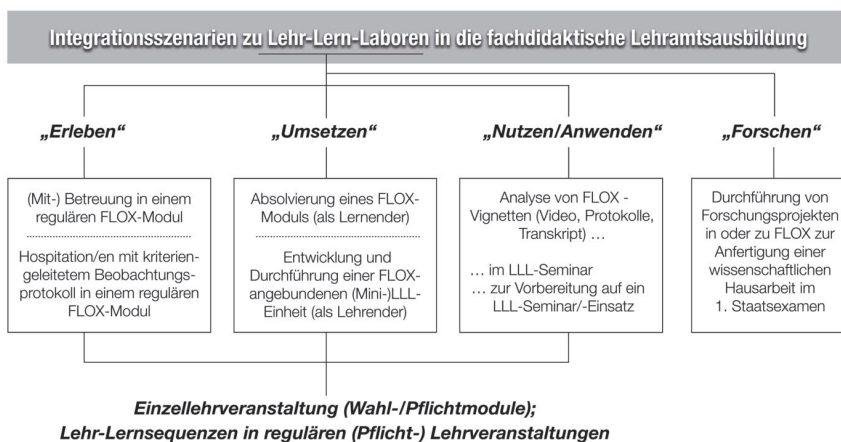 Integrationsszenarien zu Lehr-Lern-Laboren in die fachdidaktische Lehramtsausbildung
„Erleben“
„Umsetzen“
„Nutzen/Anwenden“
„Forschen“
(Mit-) Betreuung in einem
regulären FLOX-Modul
Hospitation/en mit kriterien-
geleitetem Beobachtungs-
protokoll in einem regulären
FLOX-Modul
Absolvierung eines FLOX-
Moduls (als Lernender)
Entwicklung und
Durchführung einer FLOX-
angebundenen (Mini-)LLL-
Einheit (als Lehrender)
Analyse von FLOX -
Vignetten (Video, Protokolle,
Transkript) …
… im LLL-Seminar
… zur Vorbereitung auf ein
LLL-Seminar/-Einsatz
Durchführung von
Forschungsprojekten
in oder zu FLOX zur
Anfertigung einer
wissenschaftlichen
Hausarbeit im
1. Staatsexamen
Einzellehrveranstaltung (Wahl-/Pflichtmodule);
Lehr-Lernsequenzen in regulären (Pflicht-) Lehrveranstaltungen